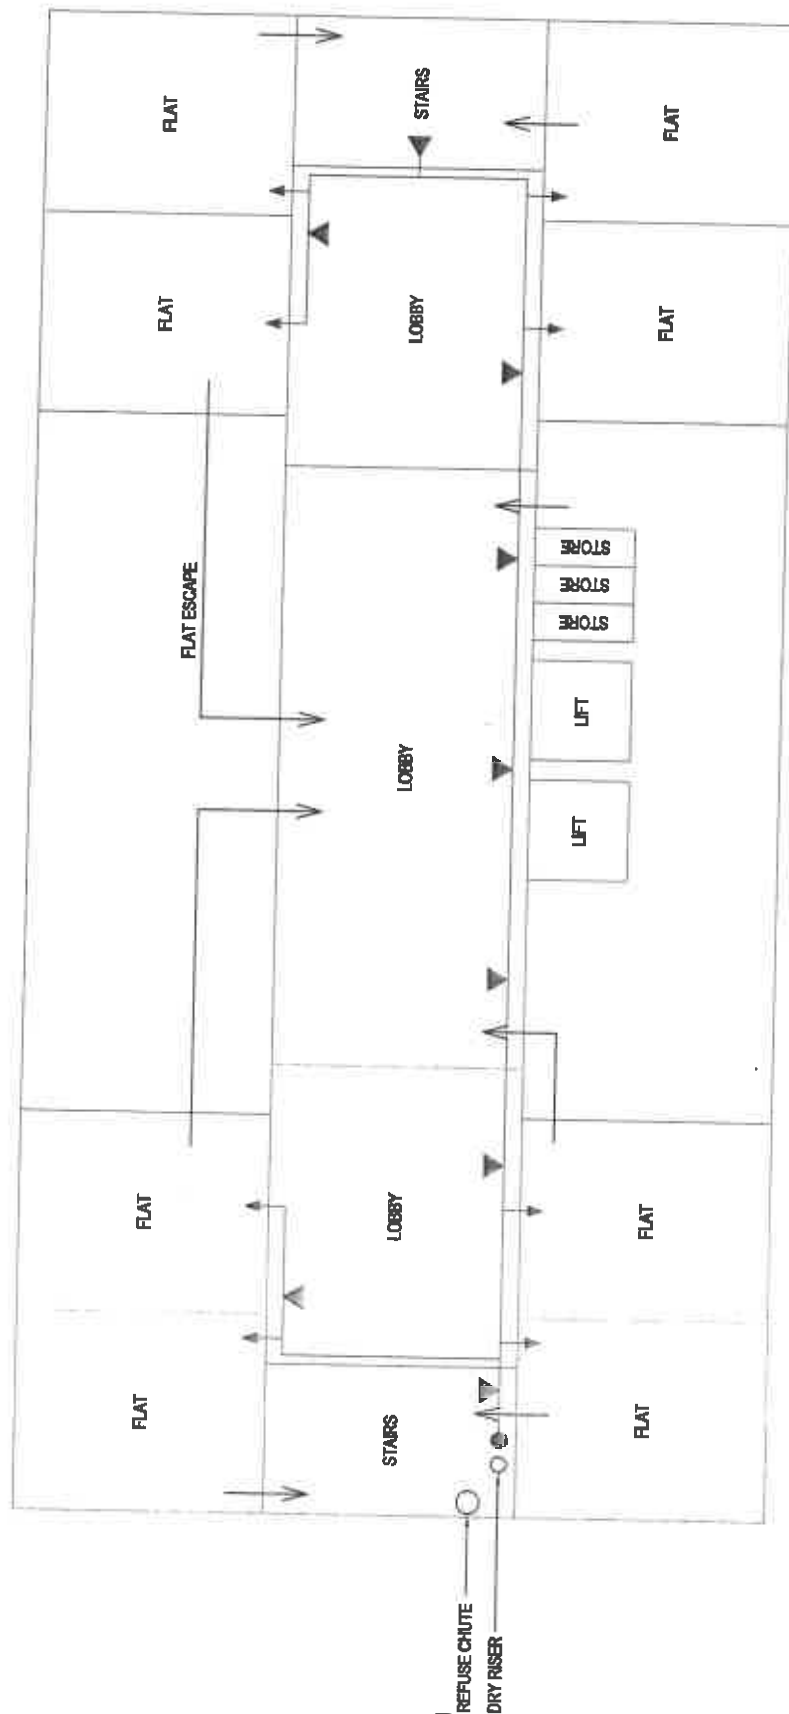 FLAT
STAIRS
FLAT
FLAT
LOBBY
FLAT
FLAT ESCAPE
STORE
STORE
STORE
LIFT
LOBBY
LIFT
FLAT
LOBBY
FLAT
FLAT
STAIRS
FLAT
REFUSE CHUTE
DRY RISER